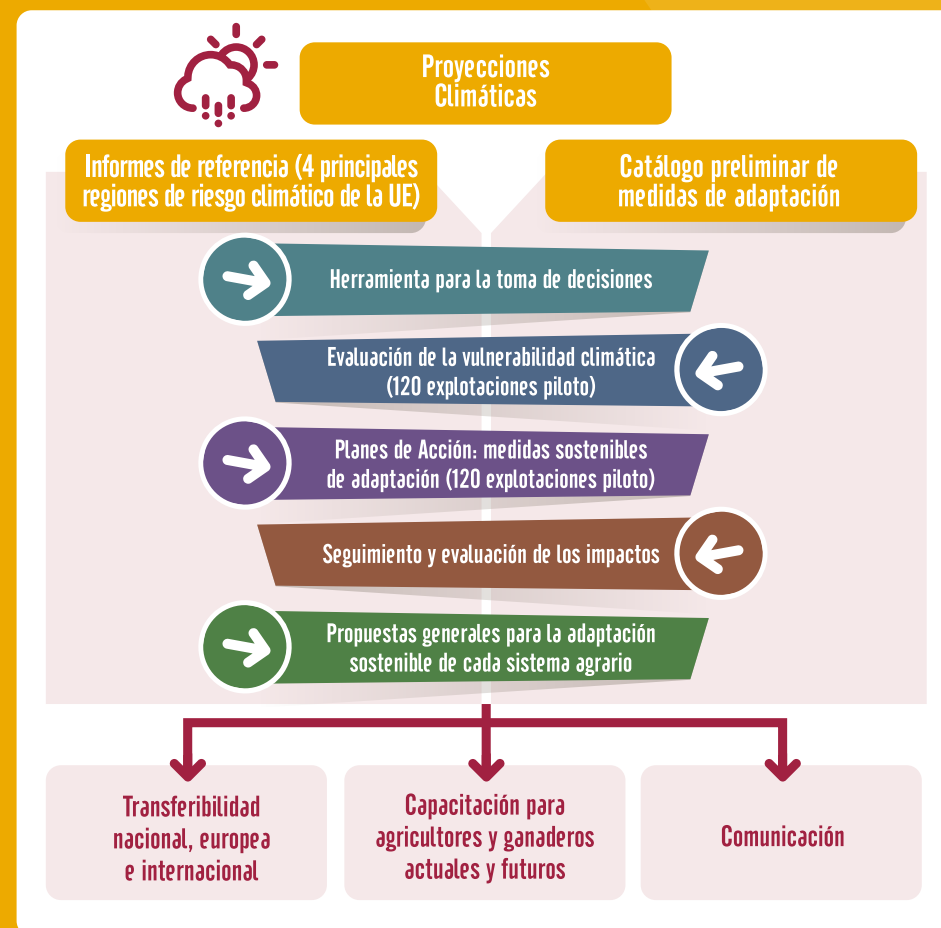 Proyecciones
Climáticas
Informes de referencia (4 principales
regiones de riesgo climático de la UE)
Catálogo preliminar de
medidas de adaptación
Herramienta para la toma de decisiones
Evaluación de la vulnerabilidad climática
(120 explotaciones piloto)
Planes de Acción: medidas sostenibles
de adaptación (120 explotaciones piloto)
Seguimiento y evaluación de los impactos
Propuestas generales para la adaptación
sostenible de cada sistema agrario
Transferibilidad
nacional, europea
e internacional
Capacitación para
agricultores y ganaderos
actuales y futuros
Comunicación